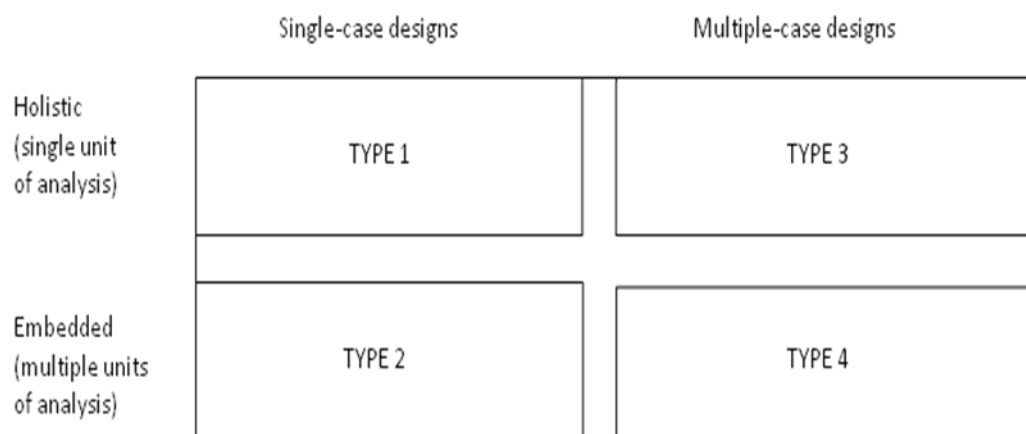 Single-case designs
Multiple-case designs
Holistic
(single unit
of analysis)
TYPE 1
TYPE 3
Embedded
(multiple units
of analysis)
TYPE 2
TYPE 4